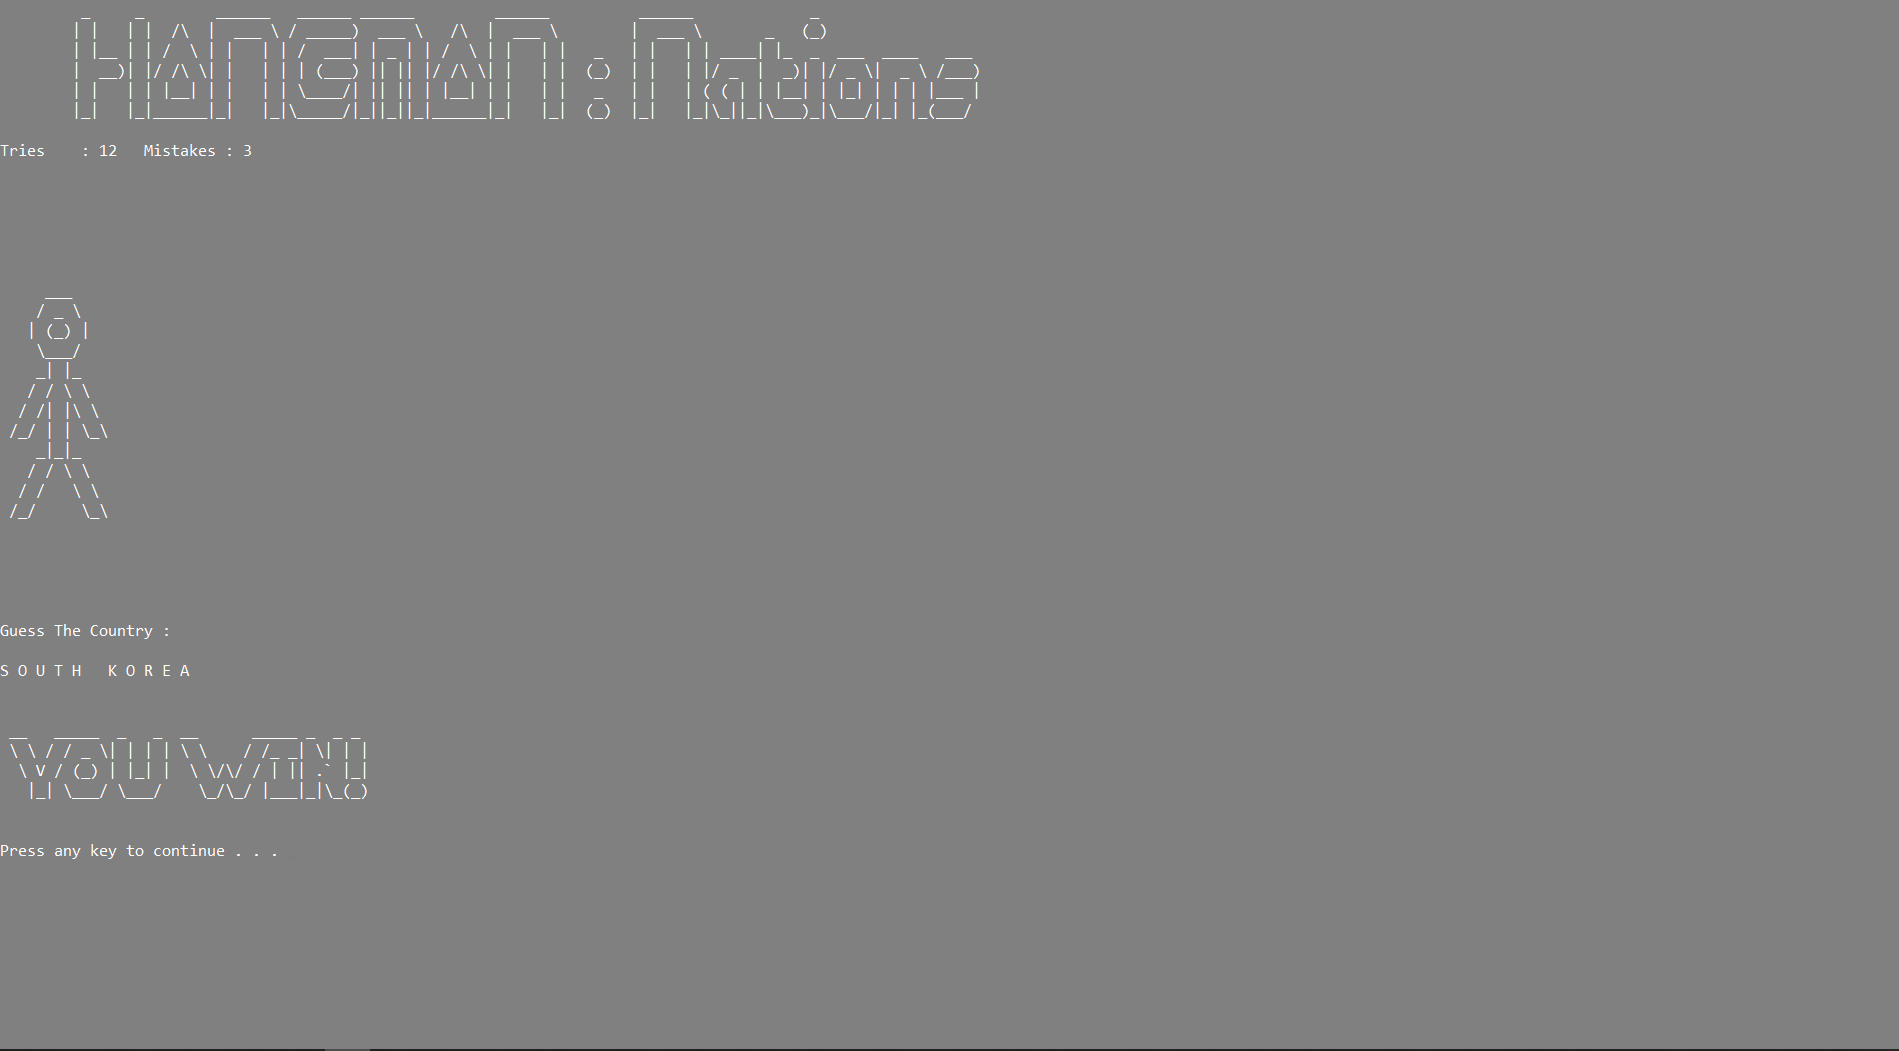 HANGMAN : Nations
Tries    : 12   Mistakes : 3
Guess The Country :
S O U T H   K O R E A
YOU WIN!
Press any key to continue . . .